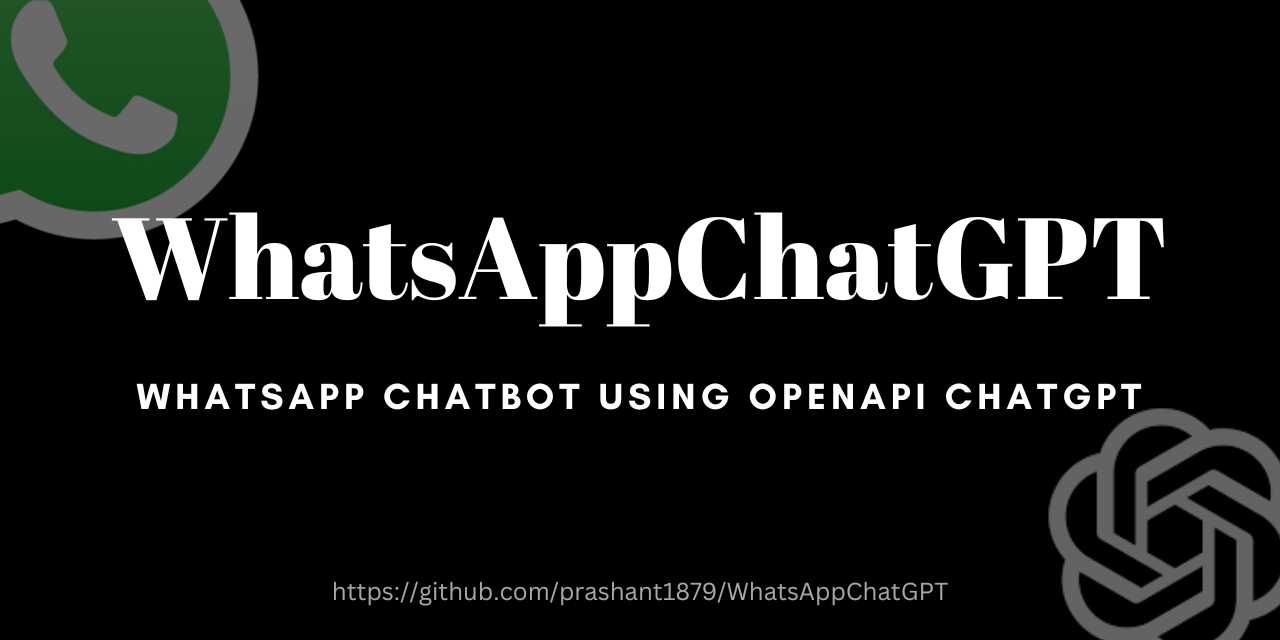 WhatsAppChatGPT
WHATSAPP CHATBOT USING OPENAPI CHATGPT
https://github.com/prashant1879/WhatsAppChatGPT